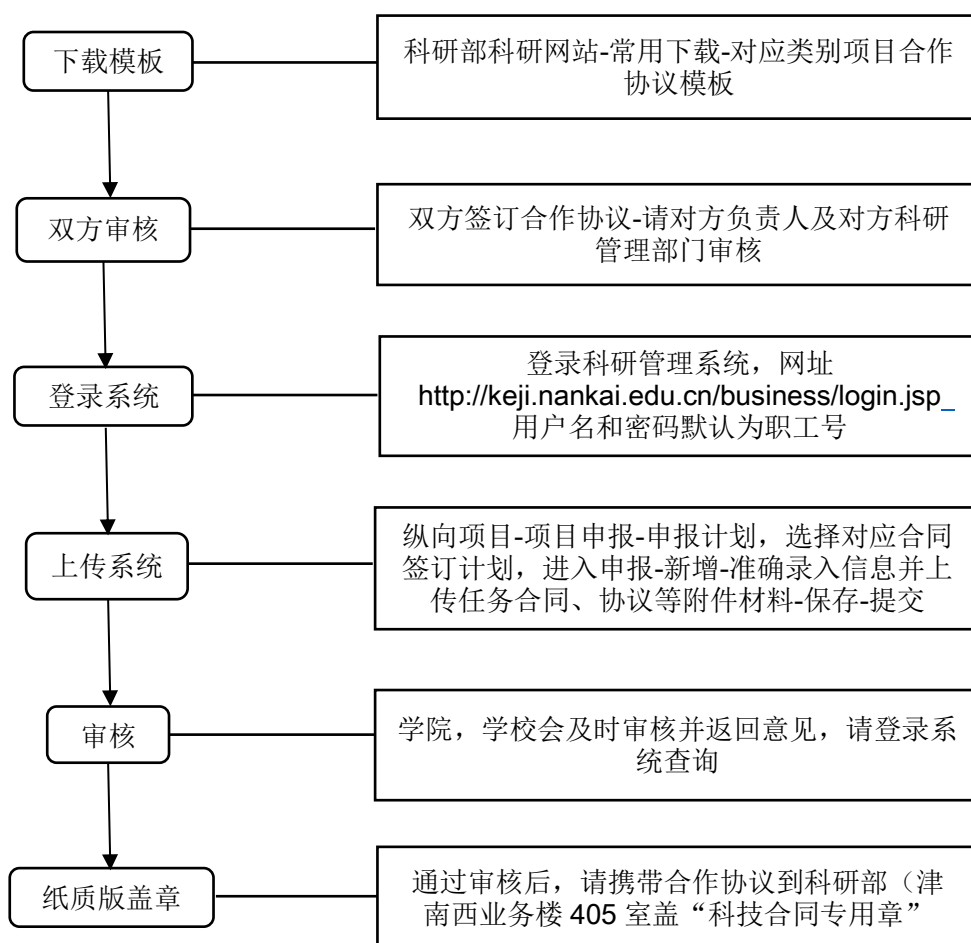 下载模板
科研部科研网站-常用下载-对应类别项目合作
协议模板
双方审核
双方签订合作协议-请对方负责人及对方科研
管理部门审核
登录系统
登录科研管理系统，网址
http://keji.nankai.edu.cn/business/login.jsp
用户名和密码默认为职工号
上传系统
纵向项目-项目申报-申报计划，选择对应合同
签订计划，进入申报-新增-准确录入信息并上
传任务合同、协议等附件材料-保存-提交
审核
学院，学校会及时审核并返回意见，请登录系
统查询
纸质版盖章
通过审核后，请携带合作协议到科研部（津
南西业务楼 405 室盖“科技合同专用章”